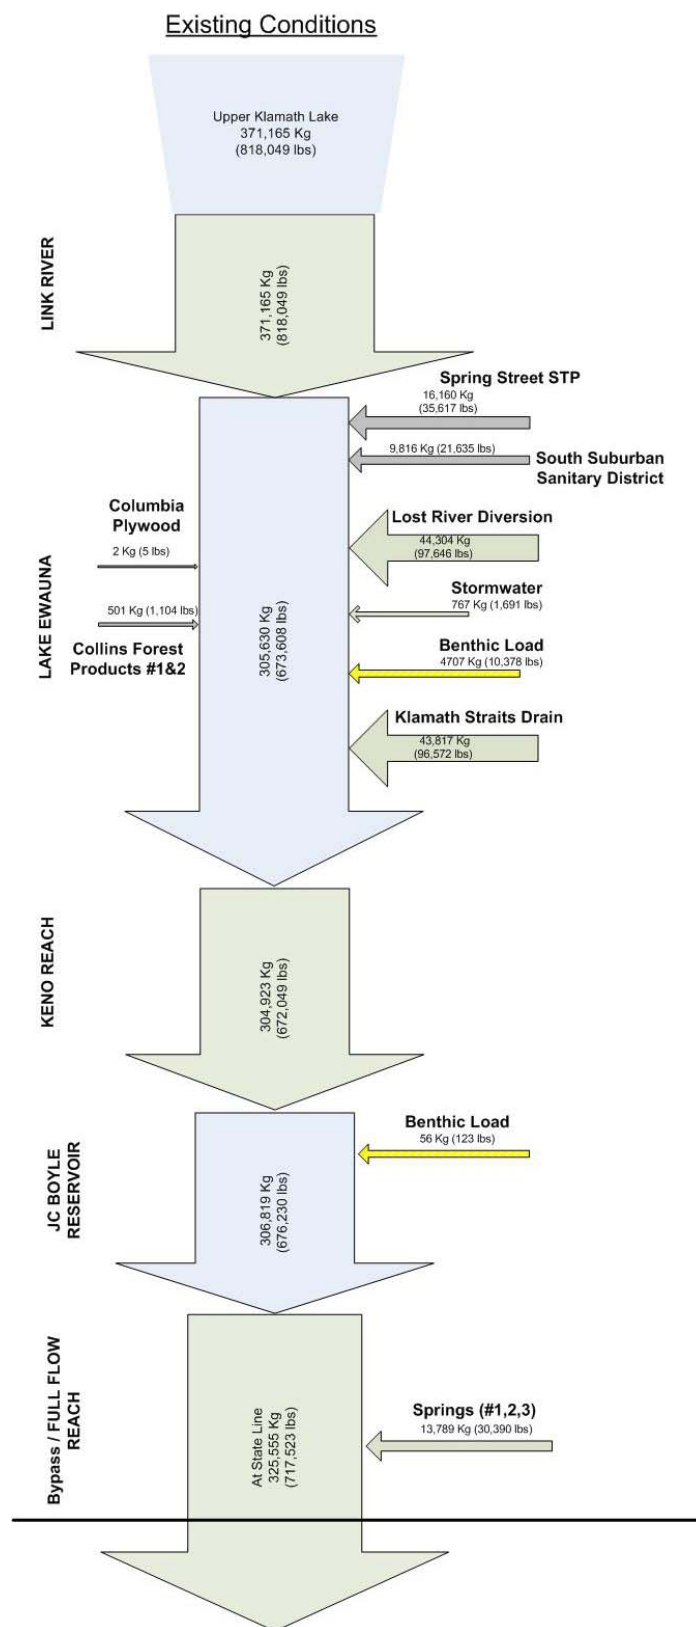 Existing Conditions
Upper Klamath Lake
371,165 Kg
(818,049 lbs)
LINK RIVER
371,165 Kg
(818,049 lbs)
Spring Street STP
16,160 Kg
(35,617 lbs)
9,816 Kg (21,635 lbs)
South Suburban
Sanitary District
Columbia
Plywood
2 Kg (5 lbs)
Lost River Diversion
44,304 Kg
(97,646 lbs)
Stormwater
767 Kg (1,691 lbs)
501 Kg (1,104 lbs)
Collins Forest
Products #1&2
LAKE EWAUNA
305,630 Kg
(673,608 lbs)
Benthic Load
4707 Kg (10,378 lbs)
Klamath Straits Drain
43,817 Kg
(96,572 lbs)
KENO REACH
304,923 Kg
(672,049 lbs)
JC BOYLE
RESERVOIR
306,819 Kg
(676,230 lbs)
Benthic Load
56 Kg (123 lbs)
Bypass / FULL FLOW
REACH
At State Line
325,555 Kg
(717,523 lbs)
Springs (#1,2,3)
13,789 Kg (30,390 lbs)